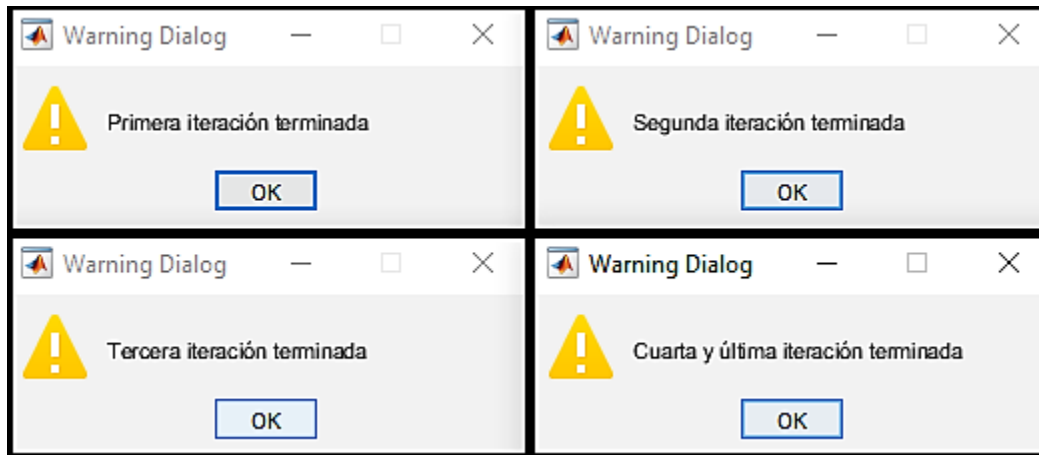 Warning Dialog
Primera iteración terminada
OK
Warning Dialog
Segunda iteración terminada
OK
Warning Dialog
Tercera iteración terminada
OK
Warning Dialog
Cuarta y última iteración terminada
OK